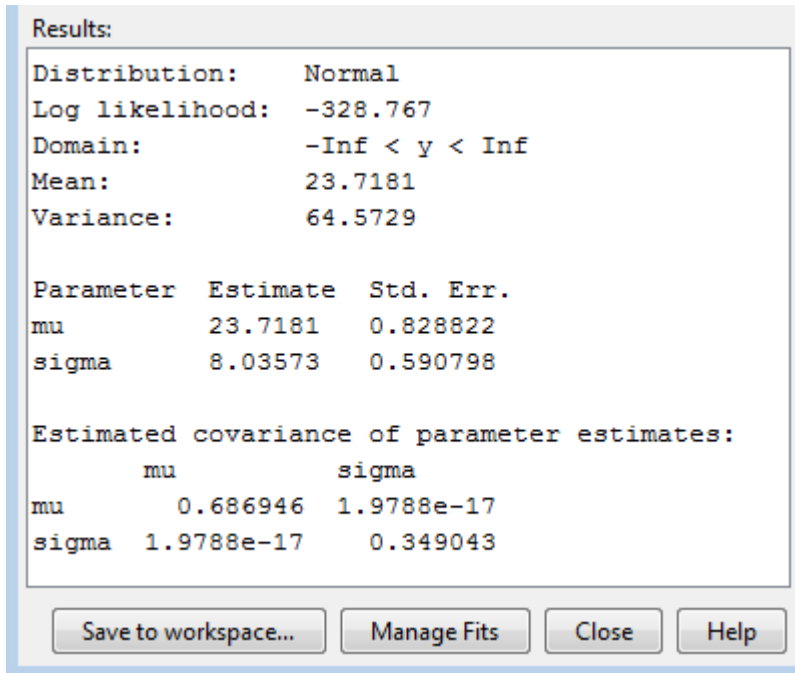 Results:
Distribution: Normal
Log likelihood: -328.767
Domain: -Inf < y < Inf
Mean: 23.7181
Variance: 64.5729
Parameter Estimate Std. Err.
mu 23.7181 0.828822
sigma 8.03573 0.590798
Estimated covariance of parameter estimates:
mu sigma
mu 0.686946 1.9788e-17
sigma 1.9788e-17 0.349043
Save to workspace... Manage Fits Close Help